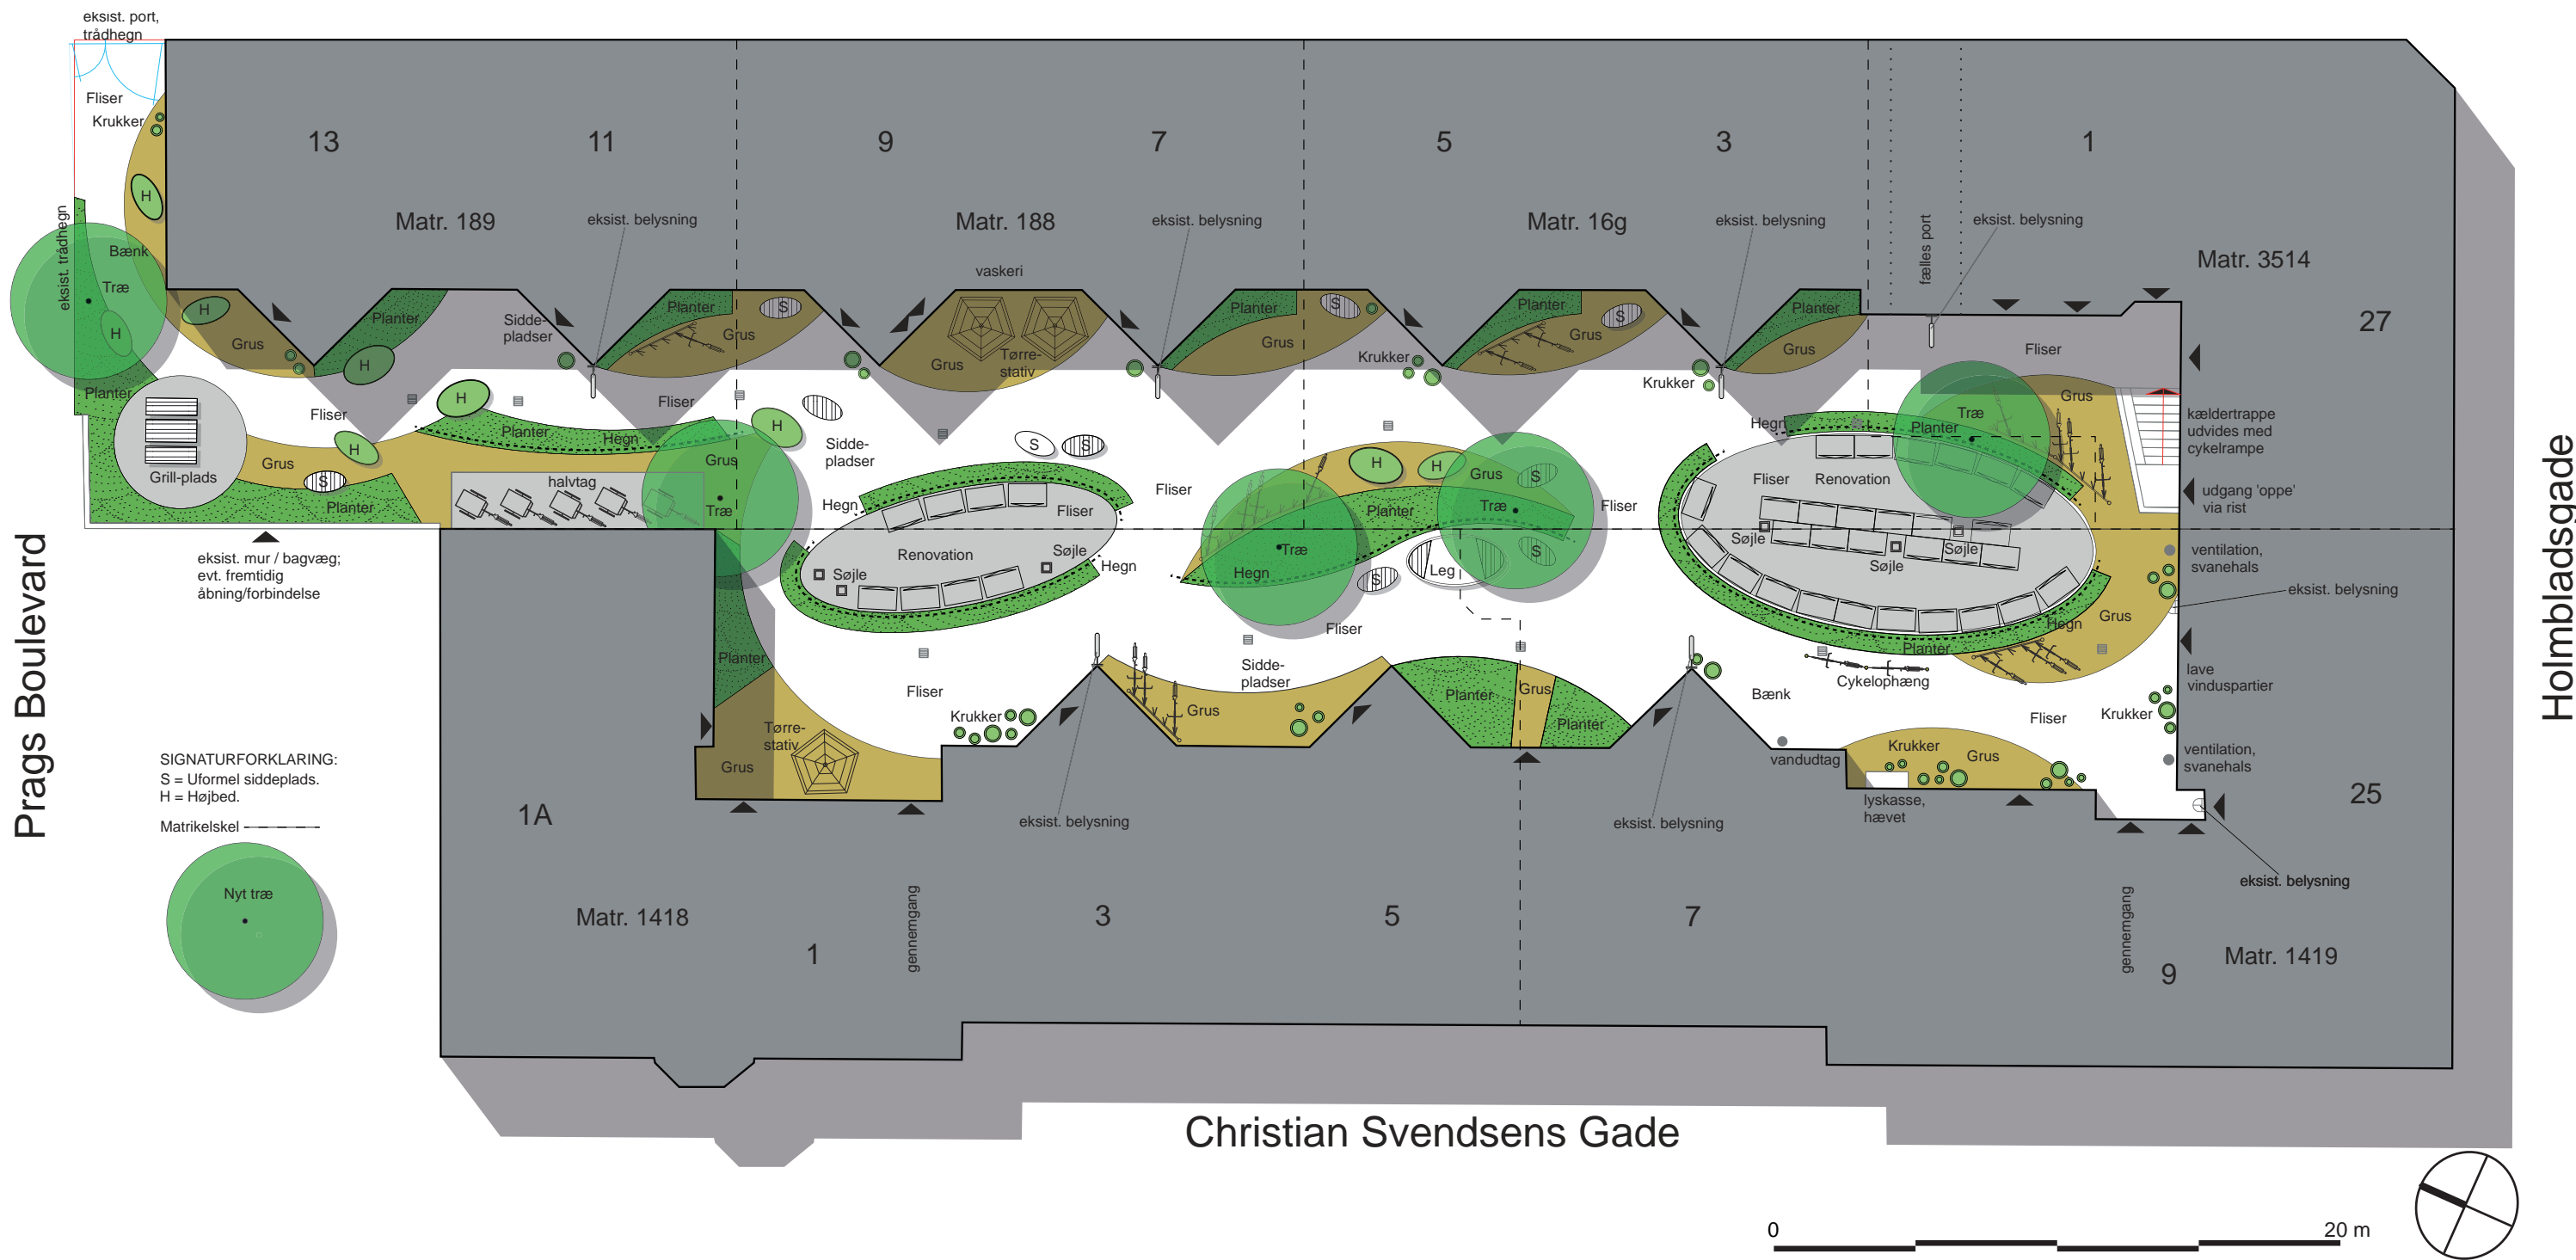 eksist. port,
trådhegn
Fliser
Krukker
13
11
9
7
5
3
1
H
eksist. trådhegn
Matr. 189
eksist. belysning
Matr. 188
eksist. belysning
Matr. 16g
eksist. belysning
fælles port
eksist. belysning
Matr. 3514
27
Bænk
Træ
H
H
Grus
Planter
H
Sidde-
pladser
Planter
Grus
S
vaskeri
Grus
Tørre-
stativ
Planter
Grus
S
Krukker
Planter
Grus
S
Krukker
Planter
Grus
Fliser
Planter
Fliser
H
H
Fliser
Planter
Hegn
H
Grill-plads
Grus
S
Planter
halvtag
Grus
Træ
Sidde-
pladser
S
S
Hegn
Fliser
Renovation
Søjle
Søjle
Hegn
Fliser
H
H
Grus
S
Planter
Træ
Træ
Hegn
Leg
S
S
Fliser
Fliser
Hegn
Planter
Træ
Grus
Fliser
Renovation
Søjle
Søjle
Søjle
Hegn
Planter
Grus
Cykelophæng
kældertrappe
udvides med
cykelrampe
udgang 'oppe'
via rist
ventilation,
svanehals
eksist. belysning
lave
vinduspartier
ventilation,
svanehals
25
Prags Boulevard
Holmbladsgade
eksist. mur / bagvæg;
evt. fremtidig
åbning/forbindelse
Planter
Tørre-
stativ
Grus
Fliser
Krukker
Grus
Sidde-
pladser
Planter
Grus
Planter
Bænk
vandudtag
Krukker
Grus
Fliser
Krukker
lyskasse,
hævet
SIGNATURFORKLARING:
S = Uformel siddeplads.
H = Højbed.
Matrikelskel
Nyt træ
1A
eksist. belysning
eksist. belysning
eksist. belysning
Matr. 1418
1
gennemgang
3
5
7
gennemgang
9
Matr. 1419
Christian Svendsens Gade
0
20 m